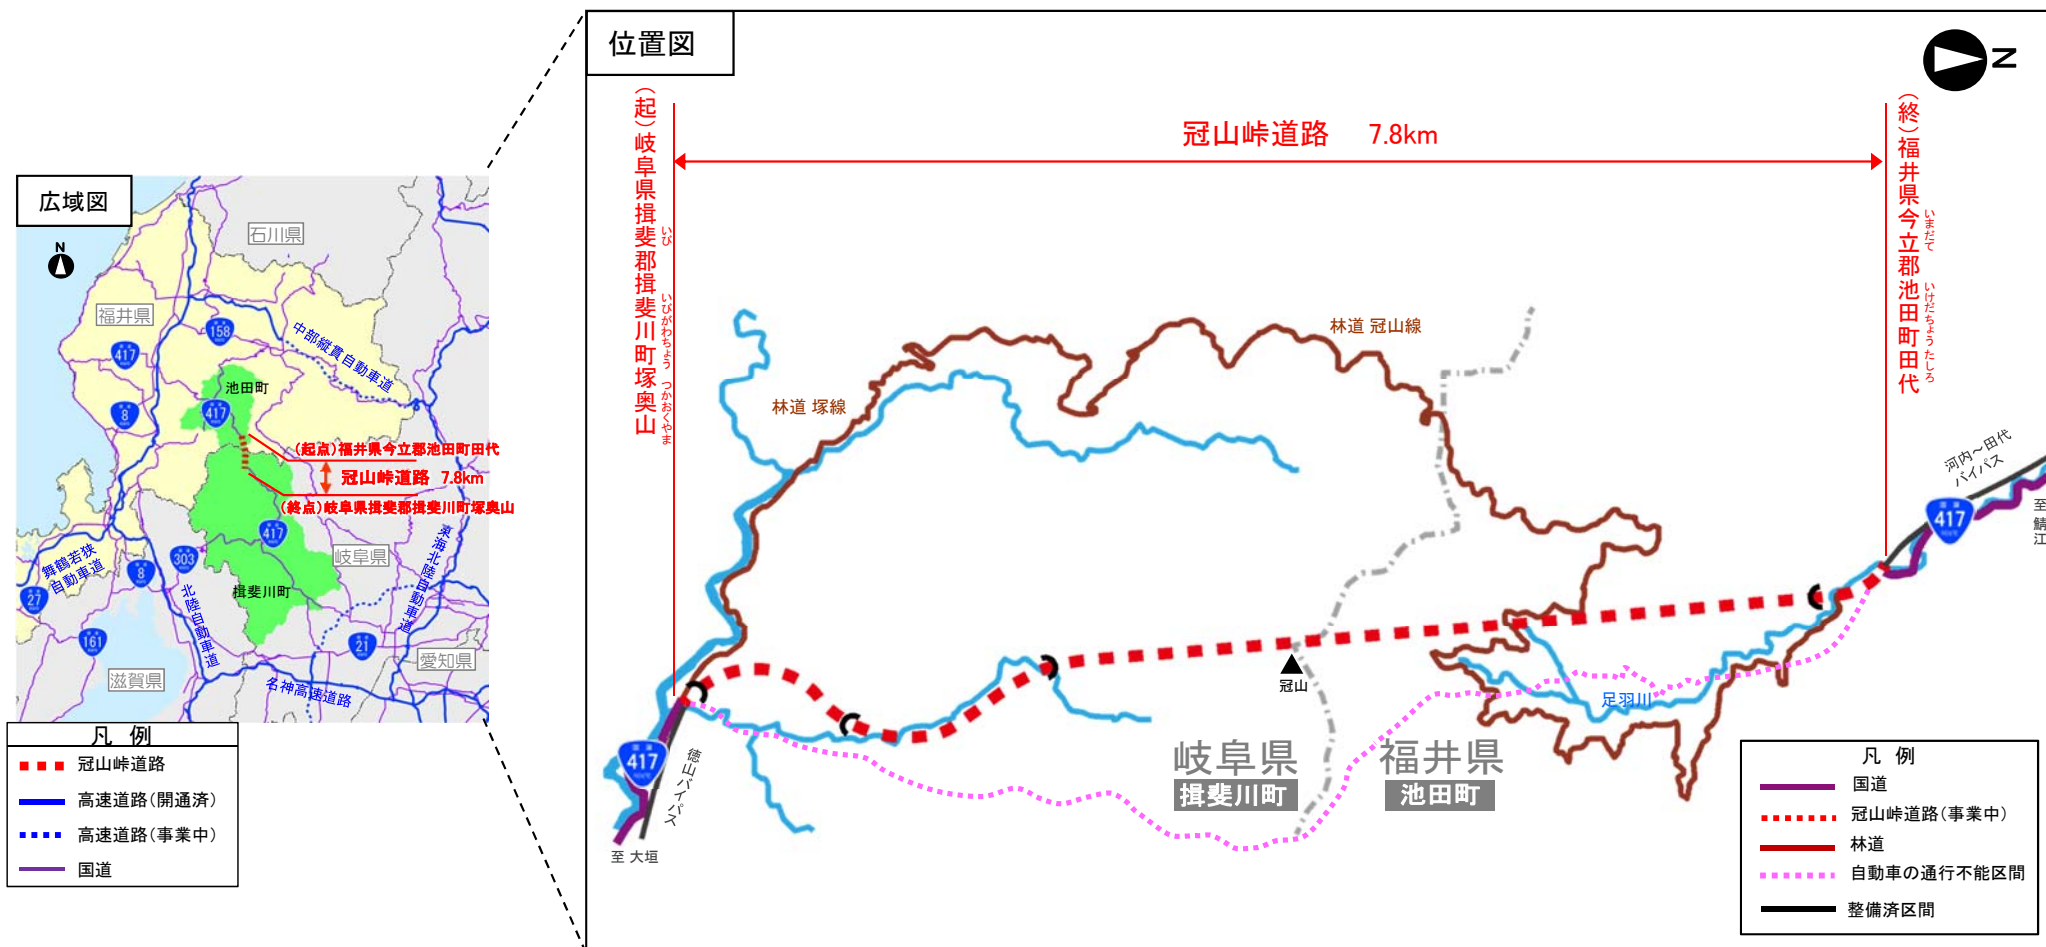 広域図
N
石川県
福井県
158
中部縦貫自動車道
417
池田町
8
417
(起点)福井県今立郡池田町田代
冠山峠道路 7.8km
(終点)岐阜県揖斐郡揖斐川町塚奥山
417
岐阜県
303
舞鶴若狭
自動車道
8
27
揖斐川町
北陸自動車道
東海北陸自動車道
161
21
愛知県
滋賀県
名神高速道路
凡 例
冠山峠道路
高速道路(開通済)
高速道路(事業中)
国道
位置図
N
冠山峠道路 7.8km
(起)岐阜県揖斐郡揖斐川町塚奥山
いび
いびがわちょう つかおくやま
(終)福井県今立郡池田町田代
いまだて
いけだちょう たしろ
林道 冠山線
林道 塚線
河内~田代
バイパス
国道
417
ROUTE
至 鯖江
冠山
足羽川
岐阜県
揖斐川町
福井県
池田町
国道
417
ROUTE
徳山バイパス
至 大垣
凡 例
国道
冠山峠道路(事業中)
林道
自動車の通行不能区間
整備済区間